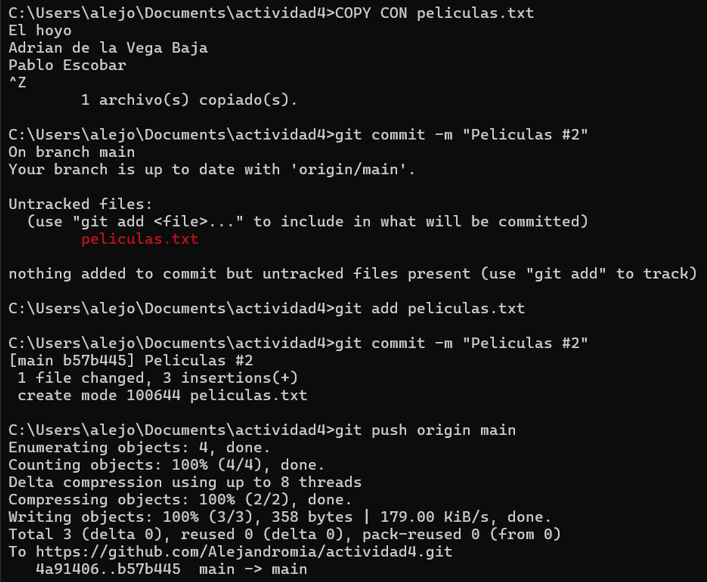 C:\Users\alejo\Documents\actividad4>COPY CON peliculas.txt
El hoyo
Adrian de la Vega Baja
Pablo Escobar
^Z
        1 archivo(s) copiado(s).

C:\Users\alejo\Documents\actividad4>git commit -m "Peliculas #2"
On branch main
Your branch is up to date with 'origin/main'.

Untracked files:
  (use "git add <file>..." to include in what will be committed)
        peliculas.txt

nothing added to commit but untracked files present (use "git add" to track)

C:\Users\alejo\Documents\actividad4>git add peliculas.txt

C:\Users\alejo\Documents\actividad4>git commit -m "Peliculas #2"
[main b57b445] Peliculas #2
 1 file changed, 3 insertions(+)
 create mode 100644 peliculas.txt

C:\Users\alejo\Documents\actividad4>git push origin main
Enumerating objects: 4, done.
Counting objects: 100% (4/4), done.
Delta compression using up to 8 threads
Compressing objects: 100% (2/2), done.
Writing objects: 100% (3/3), 358 bytes | 179.00 KiB/s, done.
Total 3 (delta 0), reused 0 (delta 0), pack-reused 0 (from 0)
To https://github.com/Alejandromia/actividad4.git
   4a91406..b57b445  main -> main